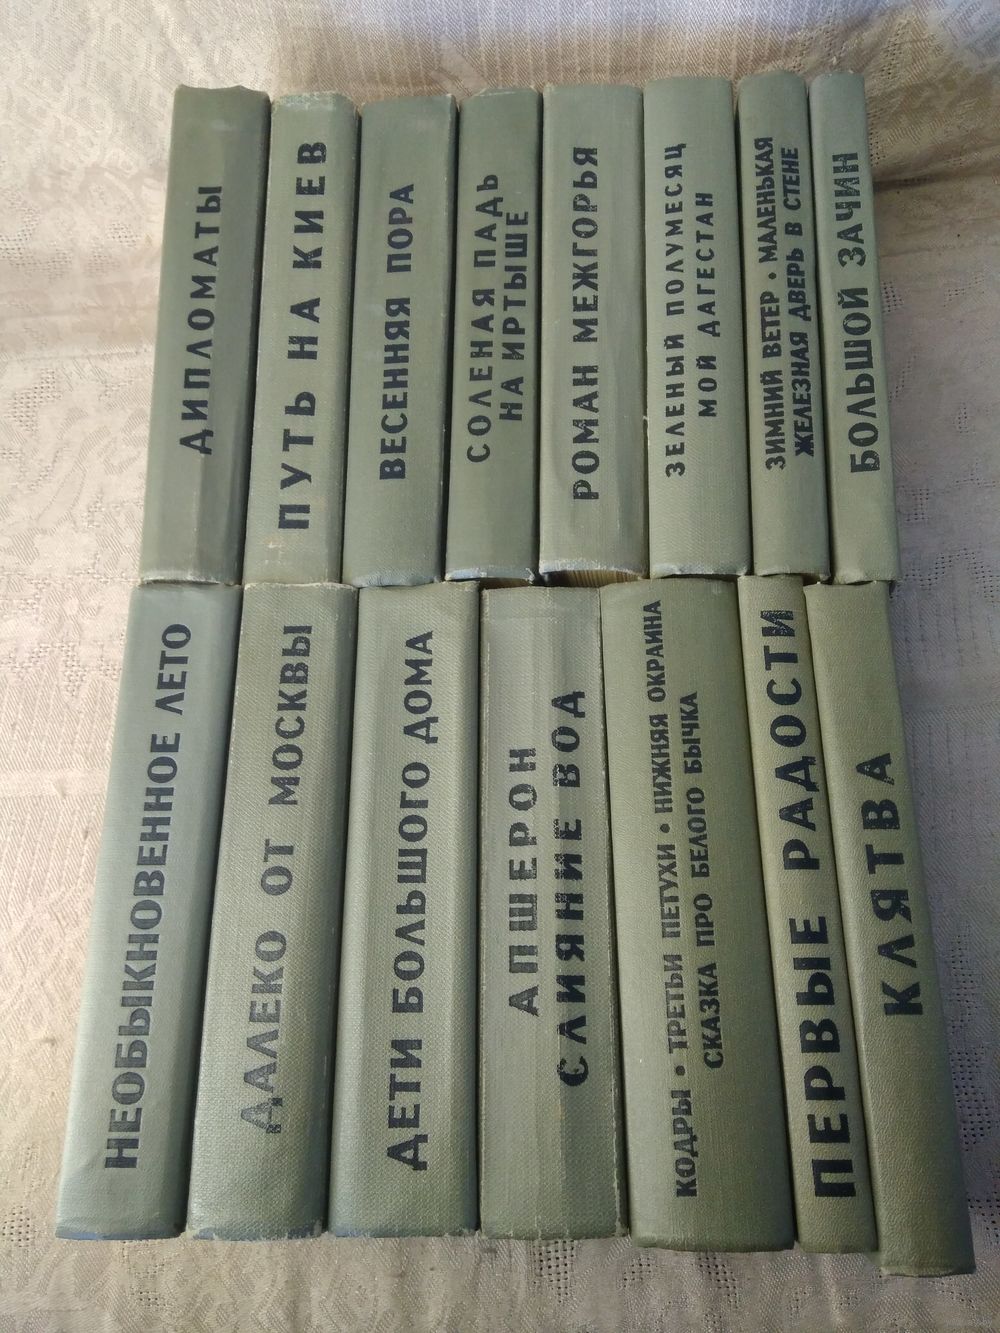 ДИПЛОМАТЫ
ПУТЬ НА КИЕВ
ВЕСЕННЯЯ ПОРА
СОЛЕНАЯ ПАДЬ
НА ИРТЫШЕ
РОМАН МЕЖГОРЬЯ
ЗЕЛЕНЫЙ ПОЛУМЕСЯЦ
МОЙ ДАГЕСТАН
ЗИМНИЙ ВЕТЕР • МАЛЕНЬКАЯ
ЖЕЛЕЗНАЯ ДВЕРЬ В СТЕНЕ
БОЛЬШОЙ ЗАЧИН
НЕОБЫКНОВЕННОЕ ЛЕТО
ДАЛЕКО ОТ МОСКВЫ
ДЕТИ БОЛЬШОГО ДОМА
АПШЕРОН
СЛИЯНИЕ ВОД
КОДРЫ • ТРЕТЬИ ПЕТУХИ • НИЖНЯЯ ОКРАИНА
СКАЗКА ПРО БЕЛОГО БЫЧКА
ПЕРВЫЕ РАДОСТИ
КЛЯТВА